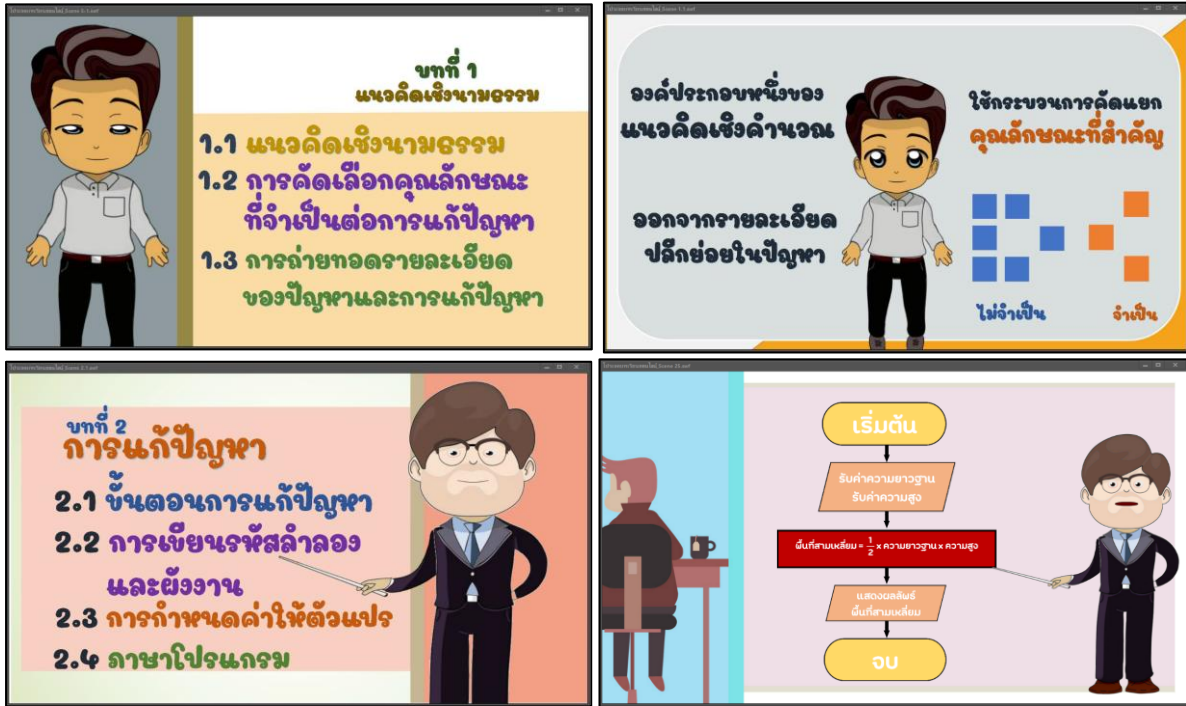 บทที่ 1
แนวคิดเชิงนามธรรม
1.1 แนวคิดเชิงนามธรรม
1.2 การคัดเลือกคุณลักษณะ
ที่จำเป็นต่อการแก้ปัญหา
1.3 การถ่ายทอดรายละเอียด
ของปัญหาและการแก้ปัญหา
องค์ประกอบหนึ่งของ
แนวคิดเชิงคำนวณ
ใช้กระบวนการคัดแยก
คุณลักษณะที่สำคัญ
ออกจากรายละเอียด
ปลีกย่อยในปัญหา
ไม่จำเป็น
จำเป็น
บทที่ 2
การแก้ปัญหา
2.1 ขั้นตอนการแก้ปัญหา
2.2 การเขียนรหัสลำลอง
และผังงาน
2.3 การกำหนดค่าให้ตัวแปร
2.4 ภาษาโปรแกรม
เริ่มต้น
รับค่าความยาวฐาน
รับค่าความสูง
พื้นที่สามเหลี่ยม = 1/2 x ความยาวฐาน x ความสูง
แสดงผลลัพธ์
พื้นที่สามเหลี่ยม
จบ